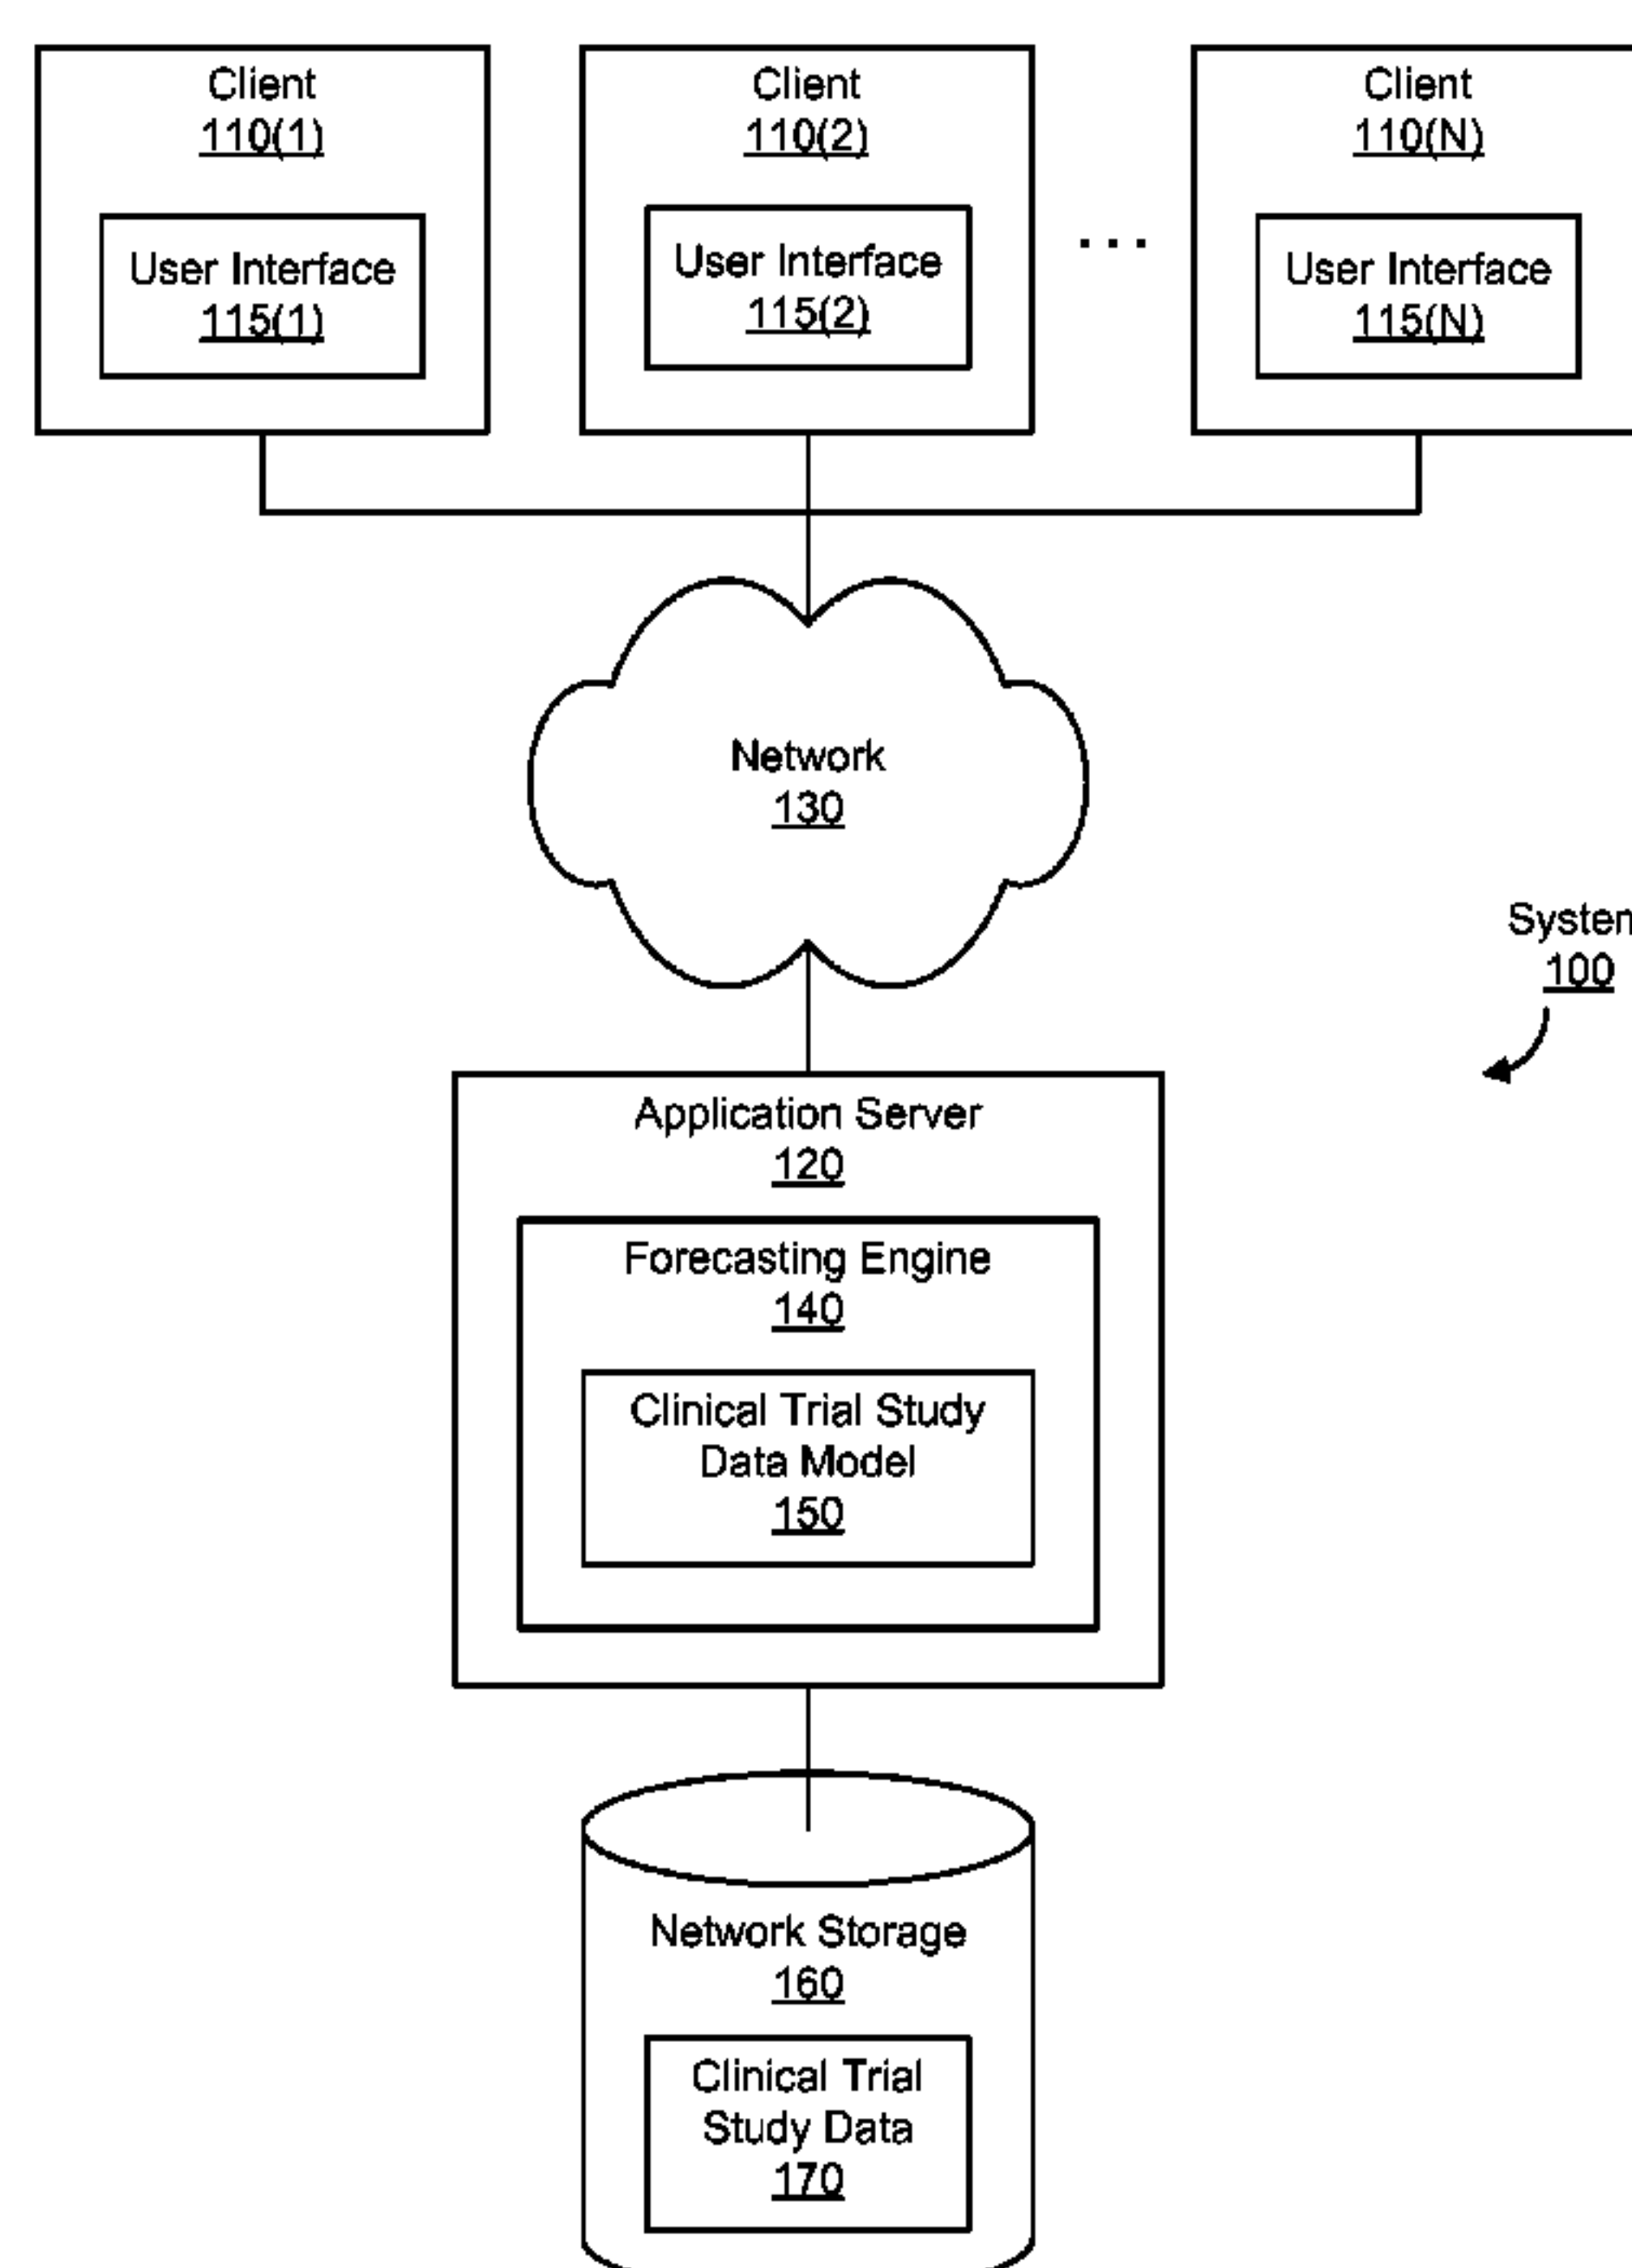 Client
110(1)
User Interface
115(1)
Client
110(2)
User Interface
115(2)
...
Client
110(N)
User Interface
115(N)
Network
130
100
Application Server
120
Forecasting Engine
140
Clinical Trial Study
Data Model
150
Network Storage
160
Clinical Trial
Study Data
170